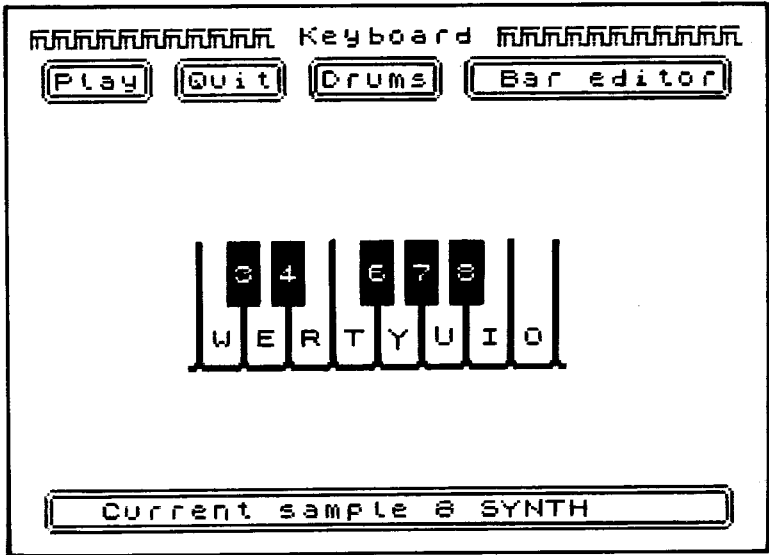 Keyboard
Play Quit Drums Bar editor
3 4 6 7 8
W E R T Y U I O
Current sample 8 SYNTH